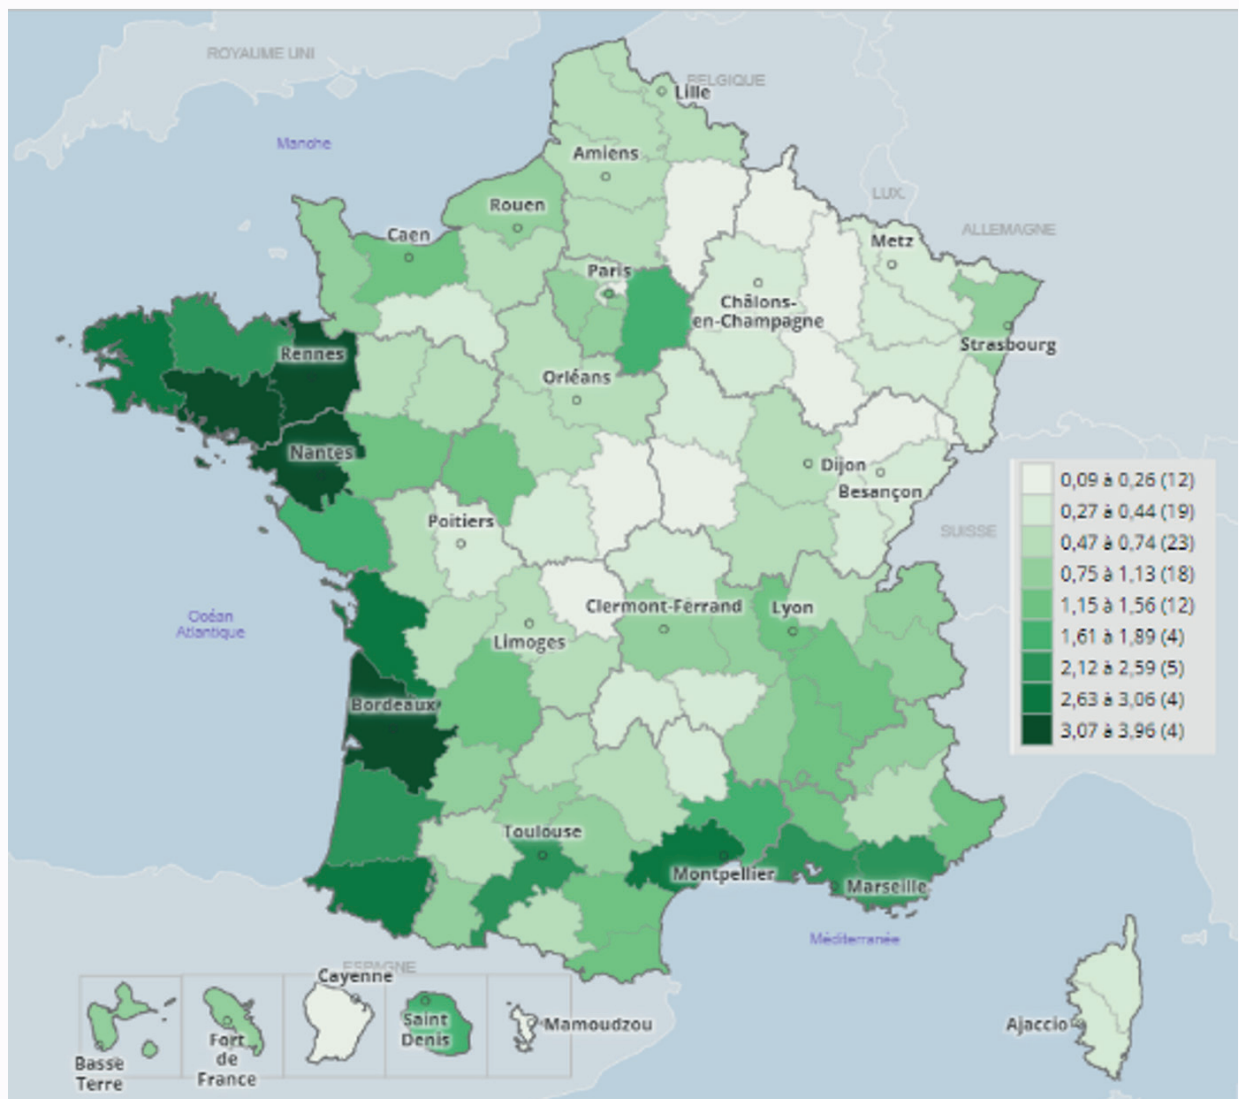 ROYAUME UNI
BELGIQUE
Lille
Manche
Amiens
LUX.
Rouen
ALLEMAGNE
Caen
Metz
Paris
Châlons-
en-Champagne
Strasbourg
Rennes
Orléans
Nantes
Dijon
Besançon
Poitiers
SUISSE
Océan
Atlantique
Clermont-Ferrand
Lyon
Limoges
Bordeaux
Toulouse
Montpellier
Marseille
Méditerranée
ESPAGNE
0,09 à 0,26 (12)
0,27 à 0,44 (19)
0,47 à 0,74 (23)
0,75 à 1,13 (18)
1,15 à 1,56 (12)
1,61 à 1,89 (4)
2,12 à 2,59 (5)
2,63 à 3,06 (4)
3,07 à 3,96 (4)
Cayenne
Saint
Denis
Mamoudzou
Ajaccio
Basse
Terre
Fort
de
France